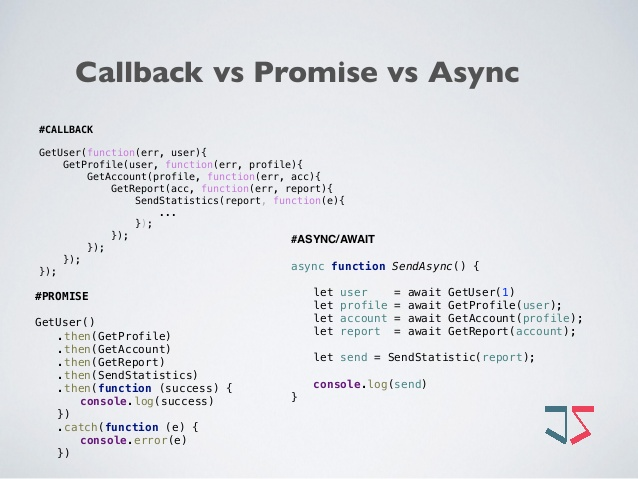 Callback vs Promise vs Async
#CALLBACK
GetUser(function(err, user){
    GetProfile(user, function(err, profile){
        GetAccount(profile, function(err, acc){
            GetReport(acc, function(err, report){
                SendStatistics(report, function(e){
                    ...
                });
            });
        });
    });
});
#PROMISE
GetUser()
    .then(GetProfile)
    .then(GetAccount)
    .then(GetReport)
    .then(SendStatistics)
    .then(function (success) {
        console.log(success)
    })
    .catch(function (e) {
        console.error(e)
    })
#ASYNC/AWAIT
async function SendAsync() {
    let user    = await GetUser(1)
    let profile = await GetProfile(user);
    let account = await GetAccount(profile);
    let report  = await GetReport(account);
    let send = SendStatistic(report);
    console.log(send)
}
JS